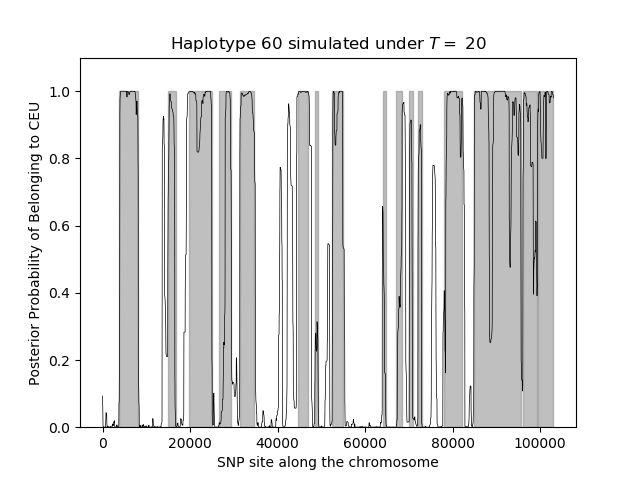 Haplotype 60 simulated under T = 20
Posterior Probability of Belonging to CEU
1.0
0.8
0.6
0.4
0.2
0.0
0 20000 40000 60000 80000 100000
SNP site along the chromosome